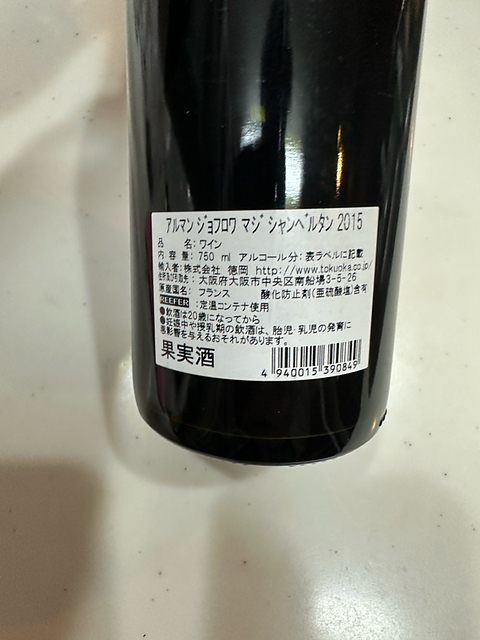 アルマン ジョフロワ マジ シャンベルタン 2015
品　　名: ワイン
内 容 量: 750 ml アルコール分: 表ラベルに記載
輸入者: 株式会社 徳岡 http://www.tokuoka.co.jp/
住所及び引取先: 大阪府大阪市中央区南船場3-5-26
原産国名: フランス　　酸化防止剤(亜硫酸塩)含有
REEFER :定温コンテナ使用
●飲酒は20歳になってから
●妊娠中や授乳期の飲酒は、胎児・乳児の発育に
悪影響を与えるおそれがあります。
果実酒
4 940015 390849